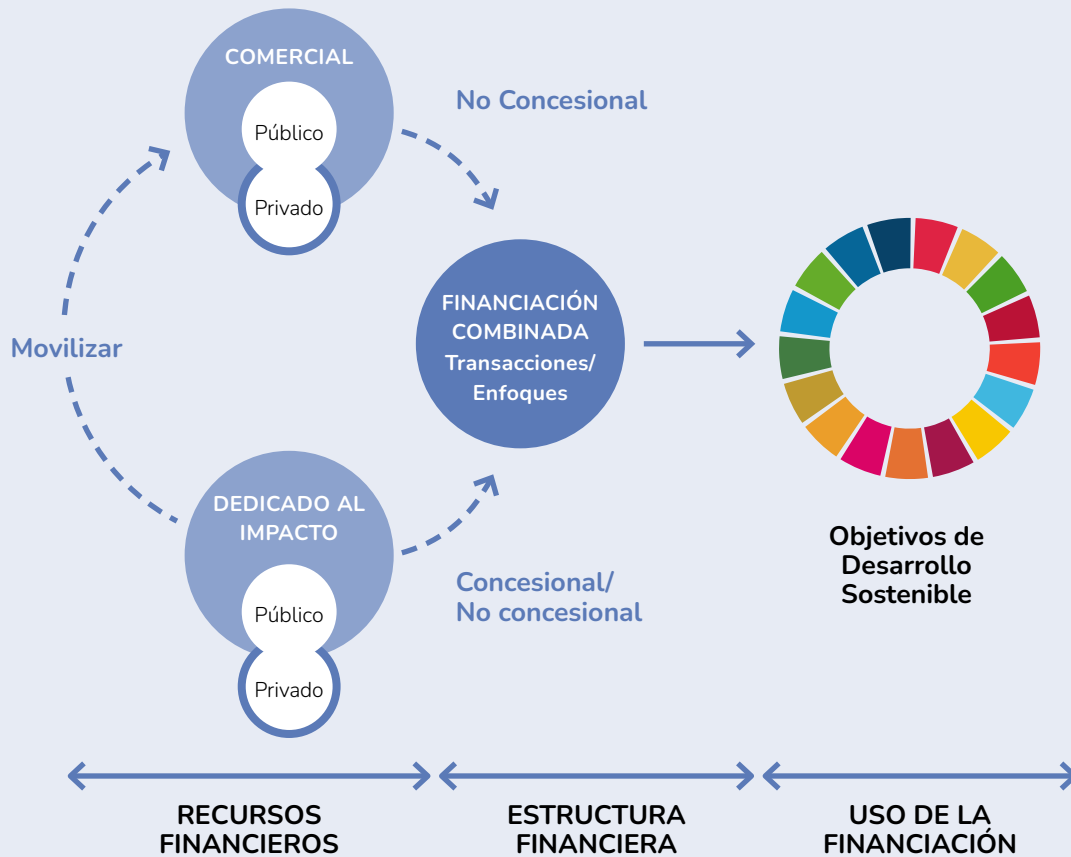 COMERCIAL
Público
Privado
No Concesional
Movilizar
FINANCIACIÓN
COMBINADA
Transacciones/
Enfoques
DEDICADO AL
IMPACTO
Público
Privado
Concesional/
No concesional
Objetivos de
Desarrollo
Sostenible
RECURSOS
FINANCIEROS
ESTRUCTURA
FINANCIERA
USO DE LA
FINANCIACIÓN